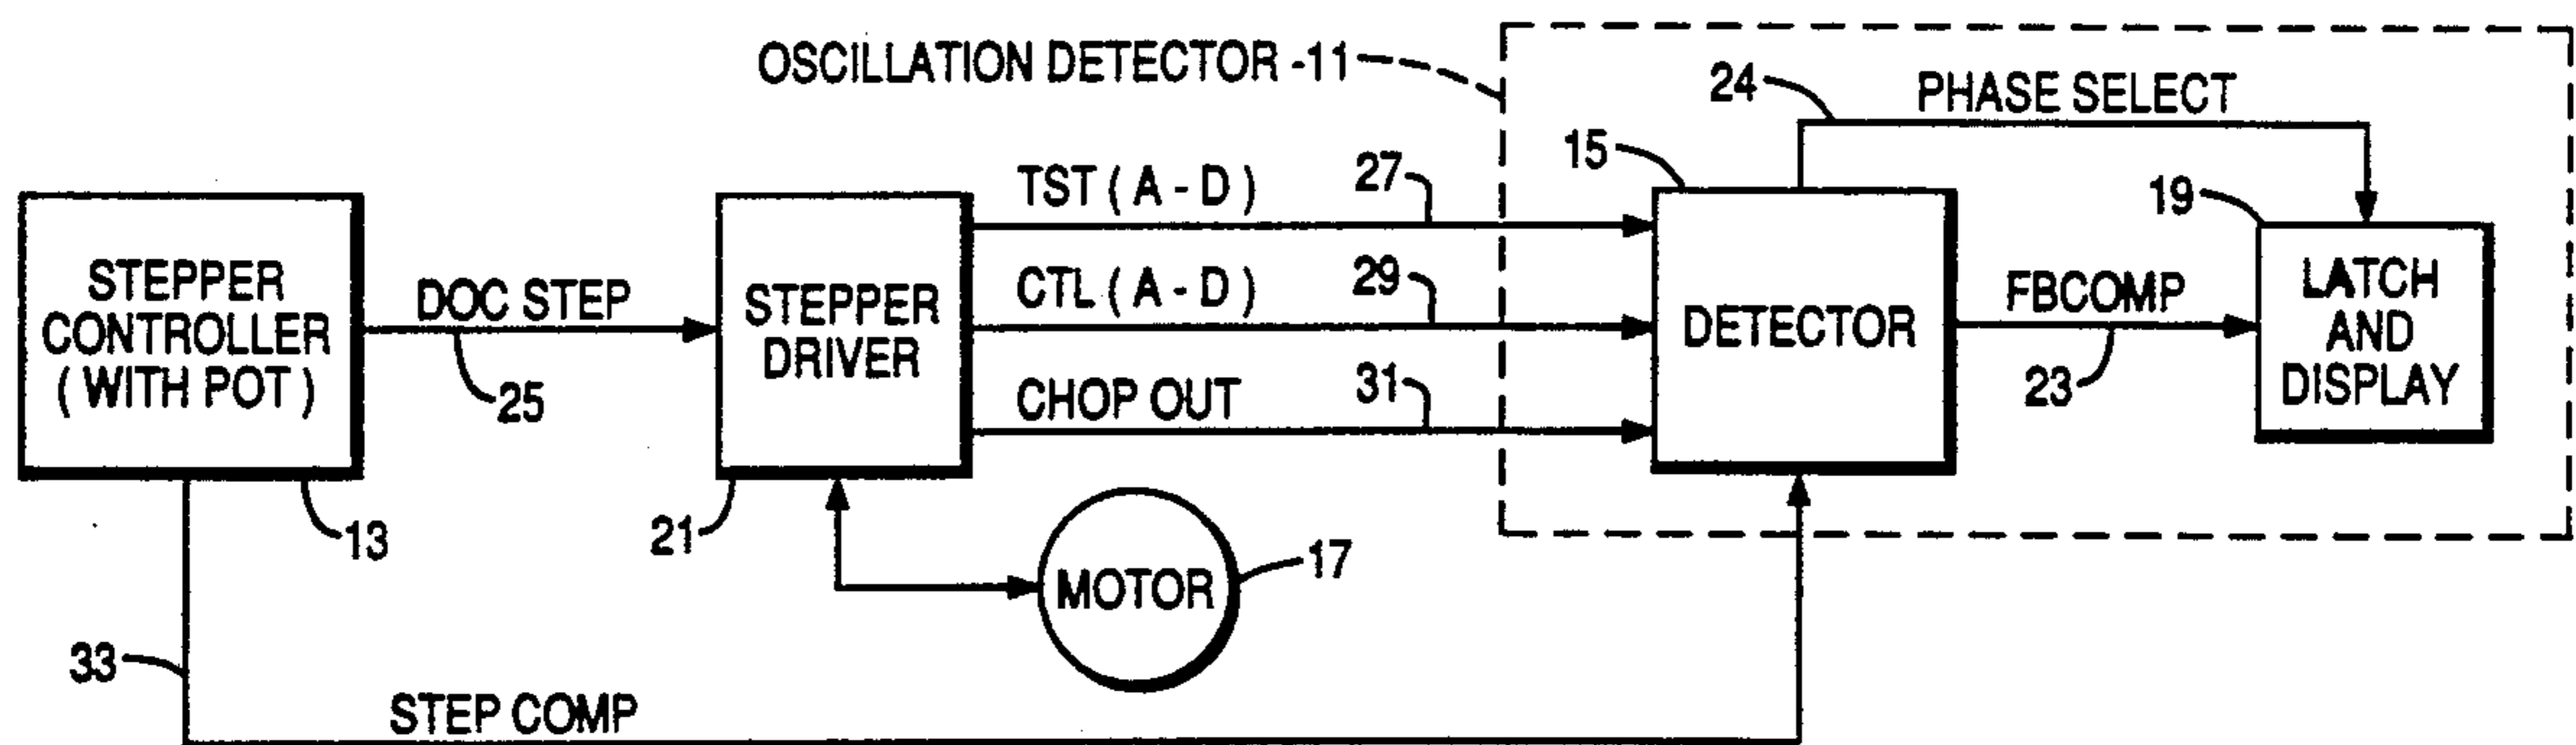 OSCILLATION DETECTOR -11
24
PHASE SELECT
15
TST ( A - D )
27
19
STEPPER
CONTROLLER
( WITH POT )
DOC STEP
25
STEPPER
DRIVER
CTL ( A - D )
29
DETECTOR
FBCOMP
23
LATCH
AND
DISPLAY
CHOP OUT
31
13
21
MOTOR
17
33
STEP COMP